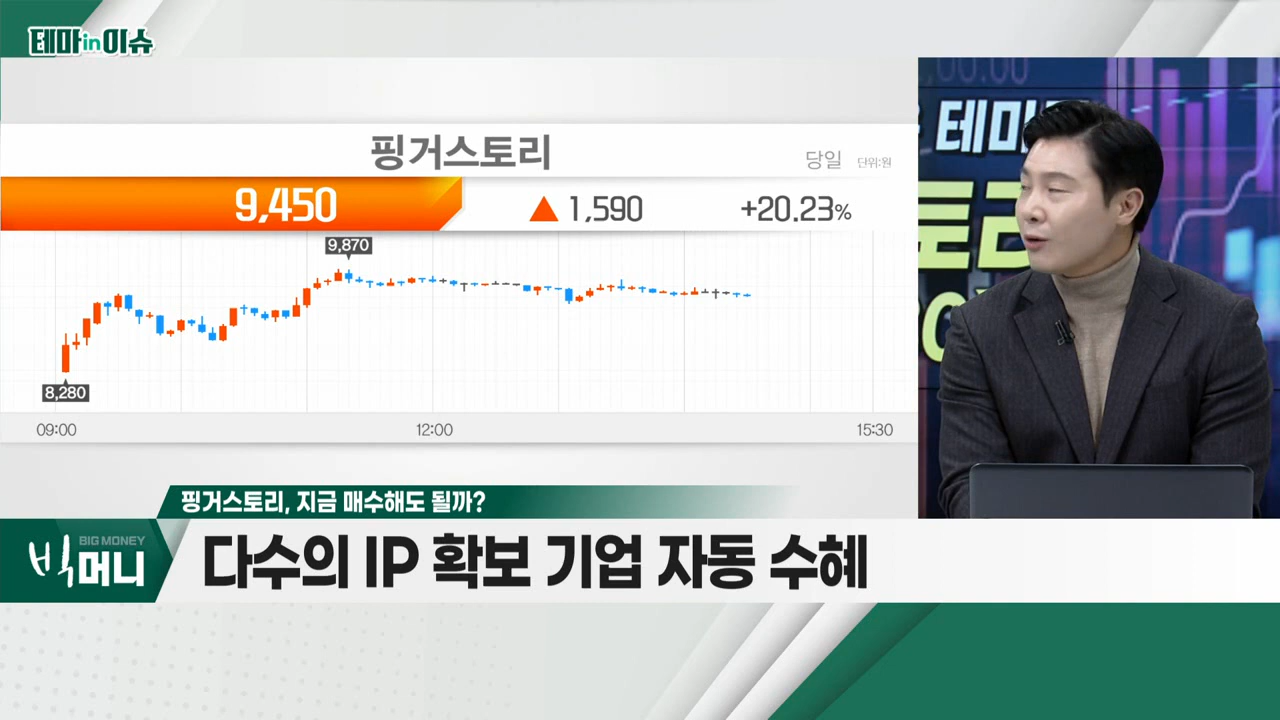 테마in이슈
핑거스토리
당일 단위:원
9,450 ▲ 1,590 +20.23%
9,870
8,280
09:00 12:00 15:30
테마
핑거스토리, 지금 매수해도 될까?
BIG MONEY
빅머니
다수의 IP 확보 기업 자동 수혜